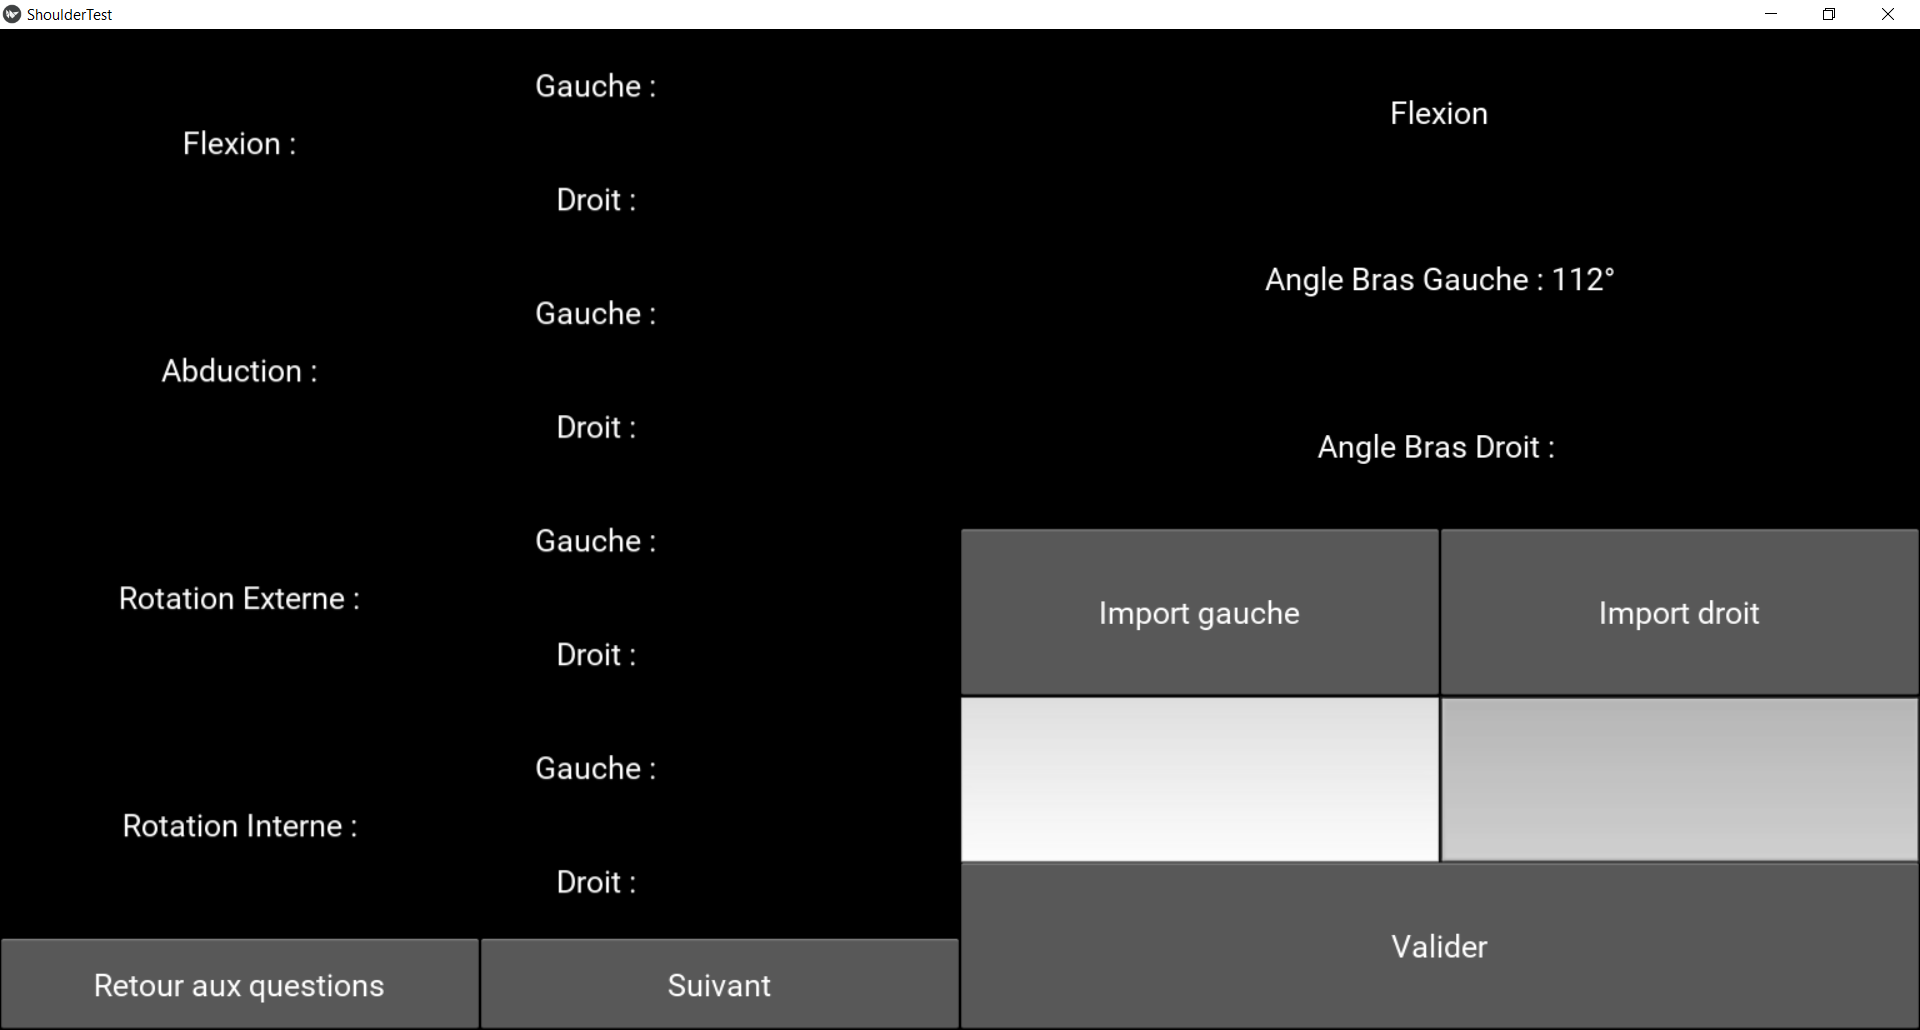 ShoulderTest
Flexion :
Gauche :
Droit :
Abduction :
Gauche :
Droit :
Rotation Externe :
Gauche :
Droit :
Rotation Interne :
Gauche :
Droit :
Retour aux questions
Suivant
Flexion
Angle Bras Gauche : 112°
Angle Bras Droit :
Import gauche
Import droit
Valider